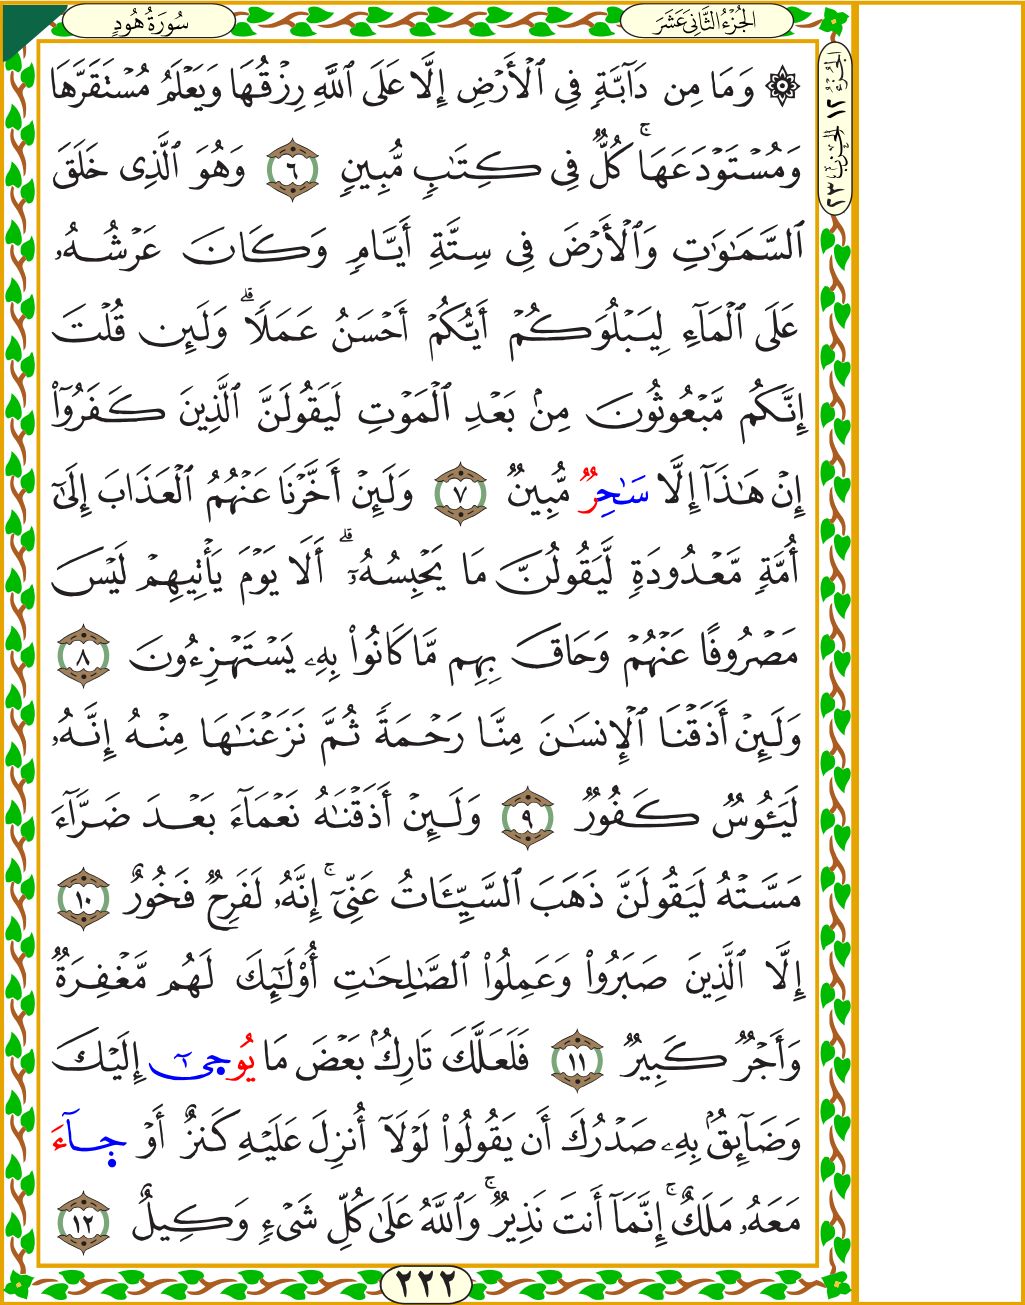 سُورَةُ هُودٍ
الجُزْءُ الثَّانِيَ عَشَرَ
الجُزْءُ ١٢ الحِزْبُ ٢٣
۞ وَمَا مِن دَآبَّةٖ فِي ٱلۡأَرۡضِ إِلَّا عَلَى ٱللَّهِ رِزۡقُهَا وَيَعۡلَمُ مُسۡتَقَرَّهَا
وَمُسۡتَوۡدَعَهَاۚ كُلّٞ فِي كِتَٰبٖ مُّبِينٖ ٦ وَهُوَ ٱلَّذِي خَلَقَ
ٱلسَّمَٰوَٰتِ وَٱلۡأَرۡضَ فِي سِتَّةِ أَيَّامٖ وَكَانَ عَرۡشُهُۥ
عَلَى ٱلۡمَآءِ لِيَبۡلُوَكُمۡ أَيُّكُمۡ أَحۡسَنُ عَمَلٗاۗ وَلَئِن قُلۡتَ
إِنَّكُم مَّبۡعُوثُونَ مِنۢ بَعۡدِ ٱلۡمَوۡتِ لَيَقُولَنَّ ٱلَّذِينَ كَفَرُوٓاْ
إِنۡ هَٰذَآ إِلَّا سَٰحِرٞ مُّبِينٞ ٧ وَلَئِنۡ أَخَّرۡنَا عَنۡهُمُ ٱلۡعَذَابَ إِلَىٰٓ
أُمَّةٖ مَّعۡدُودَةٖ لَّيَقُولُنَّ مَا يَحۡبِسُهُۥٓۗ أَلَا يَوۡمَ يَأۡتِيهِمۡ لَيۡسَ
مَصۡرُوفًا عَنۡهُمۡ وَحَاقَ بِهِم مَّا كَانُواْ بِهِۦ يَسۡتَهۡزِءُونَ ٨
وَلَئِنۡ أَذَقۡنَا ٱلۡإِنسَٰنَ مِنَّا رَحۡمَةٗ ثُمَّ نَزَعۡنَٰهَا مِنۡهُ إِنَّهُۥ
لَيَـُٔوسٞ كَفُورٞ ٩ وَلَئِنۡ أَذَقۡنَٰهُ نَعۡمَآءَ بَعۡدَ ضَرَّآءَ
مَسَّتۡهُ لَيَقُولَنَّ ذَهَبَ ٱلسَّيِّـَٔاتُ عَنِّيٓۚ إِنَّهُۥ لَفَرِحٞ فَخُورٌ ١٠
إِلَّا ٱلَّذِينَ صَبَرُواْ وَعَمِلُواْ ٱلصَّٰلِحَٰتِ أُوْلَٰٓئِكَ لَهُم مَّغۡفِرَةٞ
وَأَجۡرٞ كَبِيرٞ ١١ فَلَعَلَّكَ تَارِكُۢ بَعۡضَ مَا يُوحَىٰٓ إِلَيۡكَ
وَضَآئِقُۢ بِهِۦ صَدۡرُكَ أَن يَقُولُواْ لَوۡلَآ أُنزِلَ عَلَيۡهِ كَنزٌ أَوۡ جَآءَ
مَعَهُۥ مَلَكٌۚ إِنَّمَآ أَنتَ نَذِيرٞۚ وَٱللَّهُ عَلَىٰ كُلِّ شَيۡءٖ وَكِيلٌ ١٢
٢٢٢